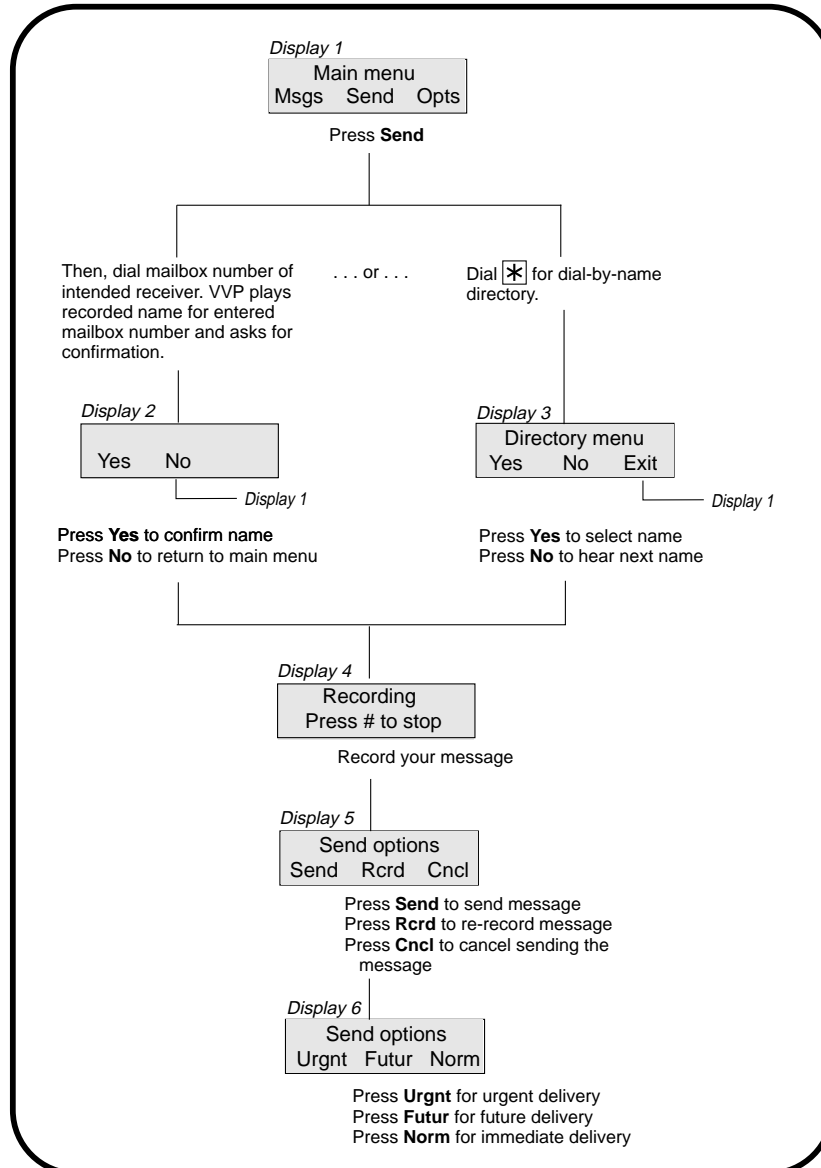 Display 1
Main menu
Msgs Send Opts
Press Send
Then, dial mailbox number of
intended receiver. VVP plays
recorded name for entered
mailbox number and asks for
confirmation.
. . . or . . .
Dial * for dial-by-name
directory.
Display 2
Yes No
Display 1
Press Yes to confirm name
Press No to return to main menu
Display 3
Directory menu
Yes No Exit
Display 1
Press Yes to select name
Press No to hear next name
Display 4
Recording
Press # to stop
Record your message
Display 5
Send options
Send Rcrd Cncl
Press Send to send message
Press Rcrd to re-record message
Press Cncl to cancel sending the
message
Display 6
Send options
Urgnt Futur Norm
Press Urgnt for urgent delivery
Press Futur for future delivery
Press Norm for immediate delivery